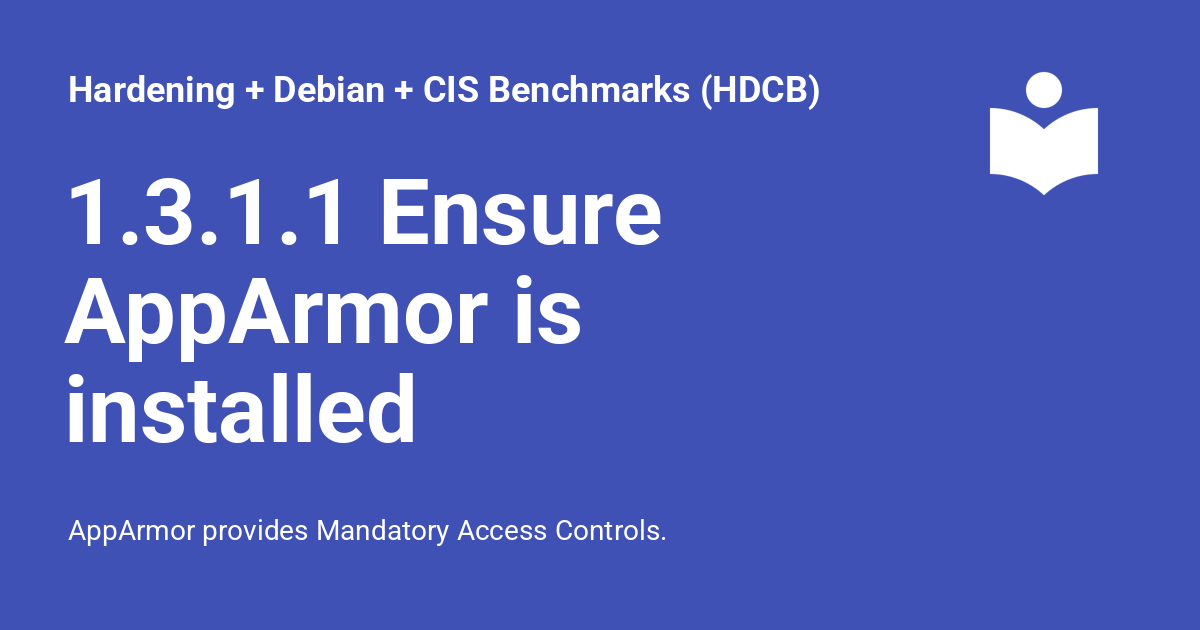 Hardening + Debian + CIS Benchmarks (HDCB)
1.3.1.1 Ensure
AppArmor is
installed
AppArmor provides Mandatory Access Controls.